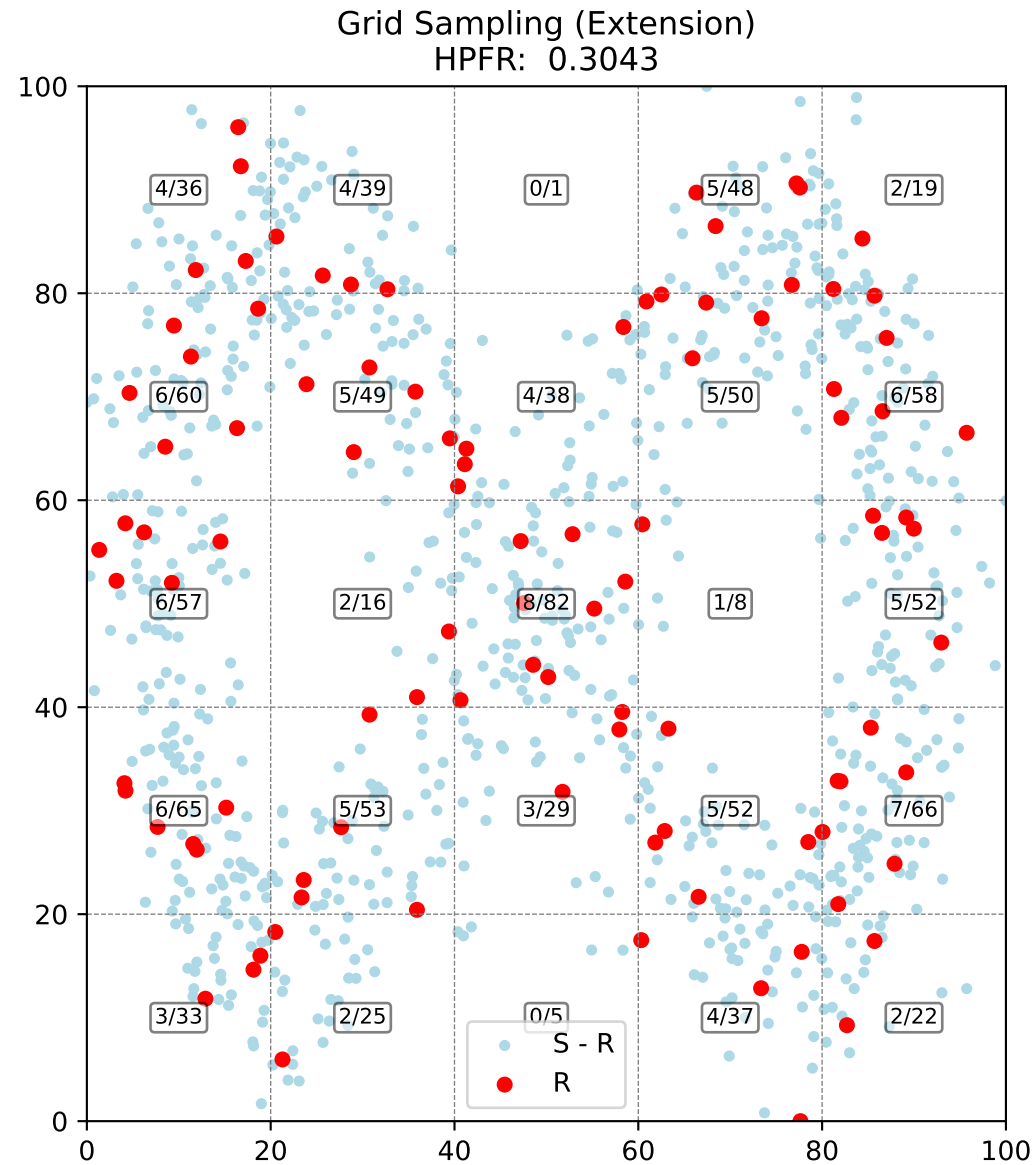 Grid Sampling (Extension)
HPFR: 0.3043
100
4/36 4/39 0/1 5/48 2/19
80
6/60 5/49 4/38 5/50 6/58
60
6/57 2/16 8/82 1/8 5/52
40
6/65 5/53 3/29 5/52 7/66
20
3/33 2/25 0/5 4/37 2/22
S - R
R
0
0 20 40 60 80 100